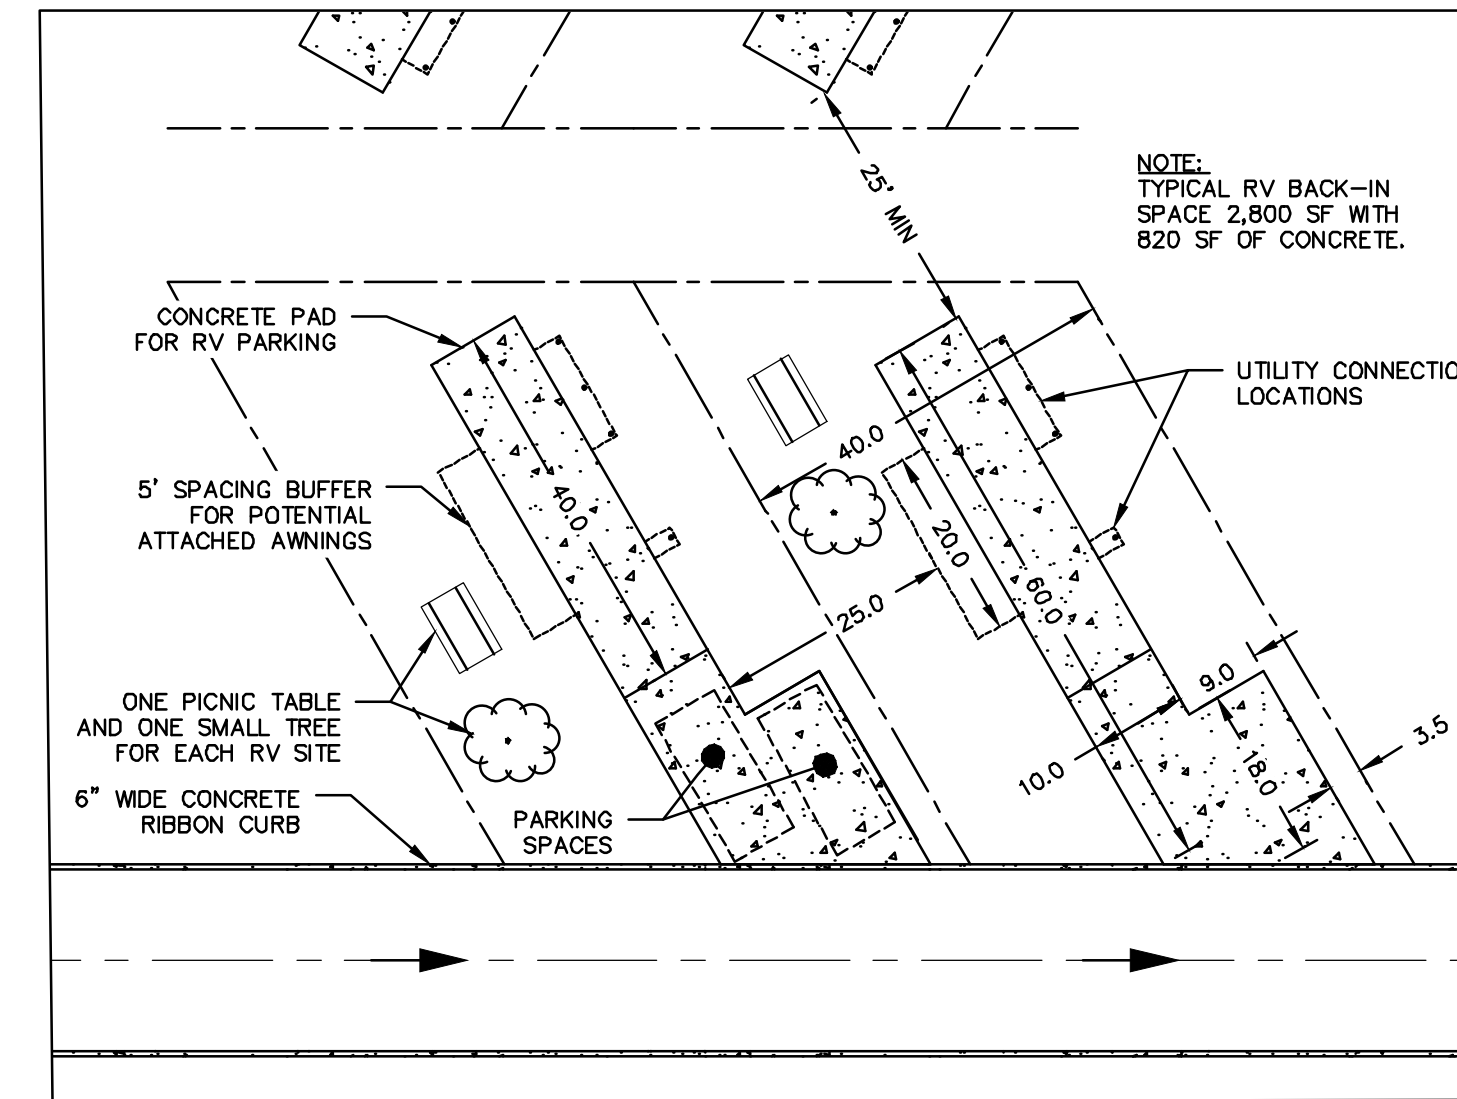 NOTE:
TYPICAL RV BACK-IN
SPACE 2,800 SF WITH
820 SF OF CONCRETE.
25' MIN
CONCRETE PAD
FOR RV PARKING
UTILITY CONNECTIO
LOCATIONS
40.0
5' SPACING BUFFER
FOR POTENTIAL
ATTACHED AWNINGS
40.0
20.0
60.0
25.0
ONE PICNIC TABLE
AND ONE SMALL TREE
FOR EACH RV SITE
9.0
3.5
10.0
18.0
6" WIDE CONCRETE
RIBBON CURB
PARKING
SPACES